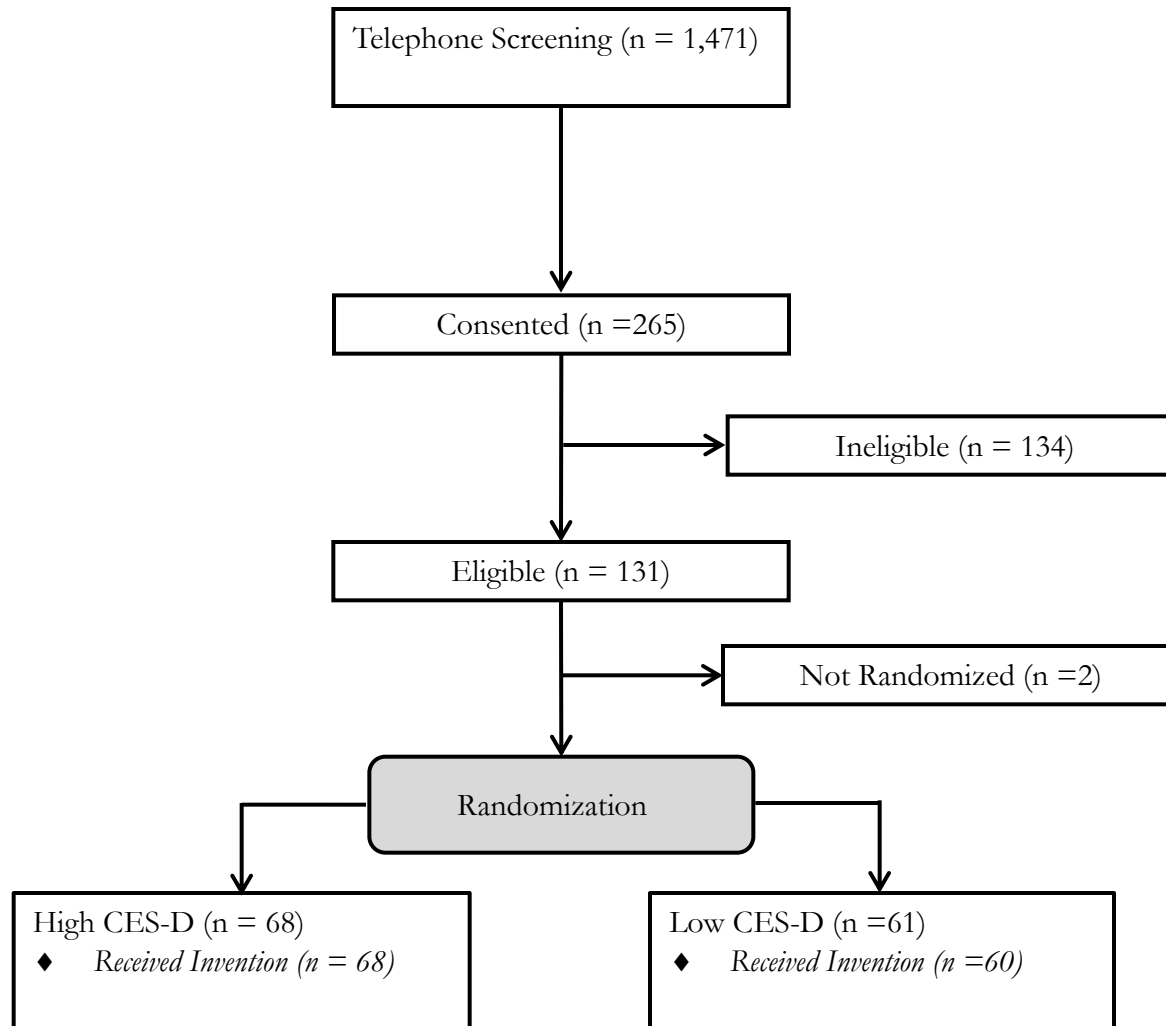 Telephone Screening (n = 1,471)
Consented (n =265)
Ineligible (n = 134)
Eligible (n = 131)
Not Randomized (n =2)
Randomization
High CES-D (n = 68)
♦ Received Invention (n = 68)
Low CES-D (n =61)
♦ Received Invention (n =60)